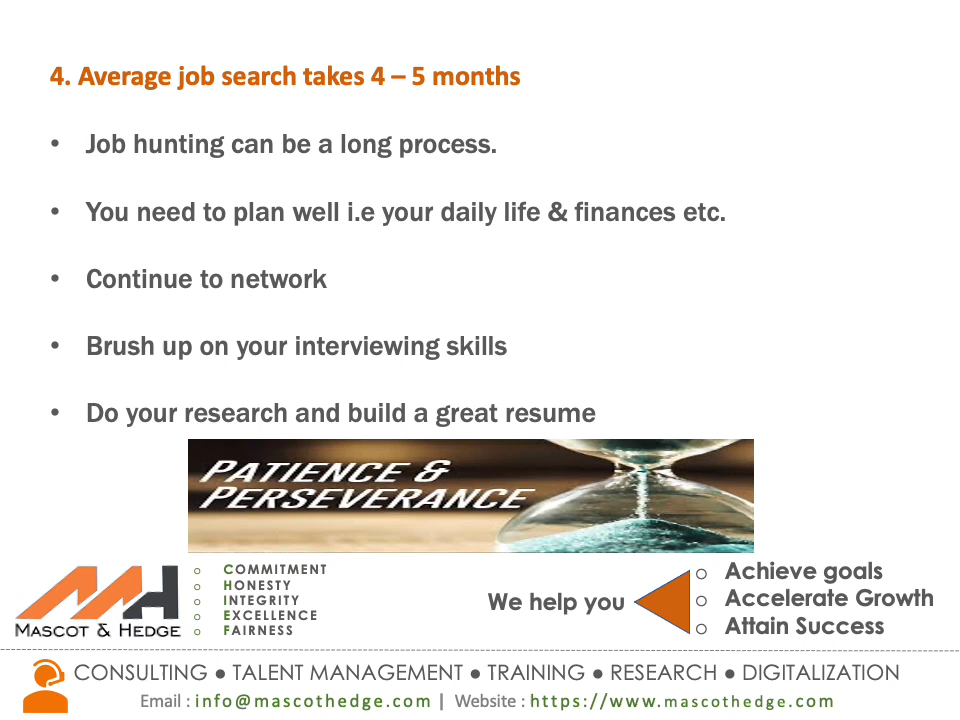 4. Average job search takes 4 – 5 months
• Job hunting can be a long process.
• You need to plan well i.e your daily life & finances etc.
• Continue to network
• Brush up on your interviewing skills
• Do your research and build a great resume
PATIENCE &
PERSEVERANCE
MASCOT & HEDGE
o COMMITMENT
o HONESTY
o INTEGRITY
o EXCELLENCE
o FAIRNESS
We help you
o Achieve goals
o Accelerate Growth
o Attain Success
CONSULTING ● TALENT MANAGEMENT ● TRAINING ● RESEARCH ● DIGITALIZATION
Email : info@mascothedge.com | Website : https://www.mascothedge.com